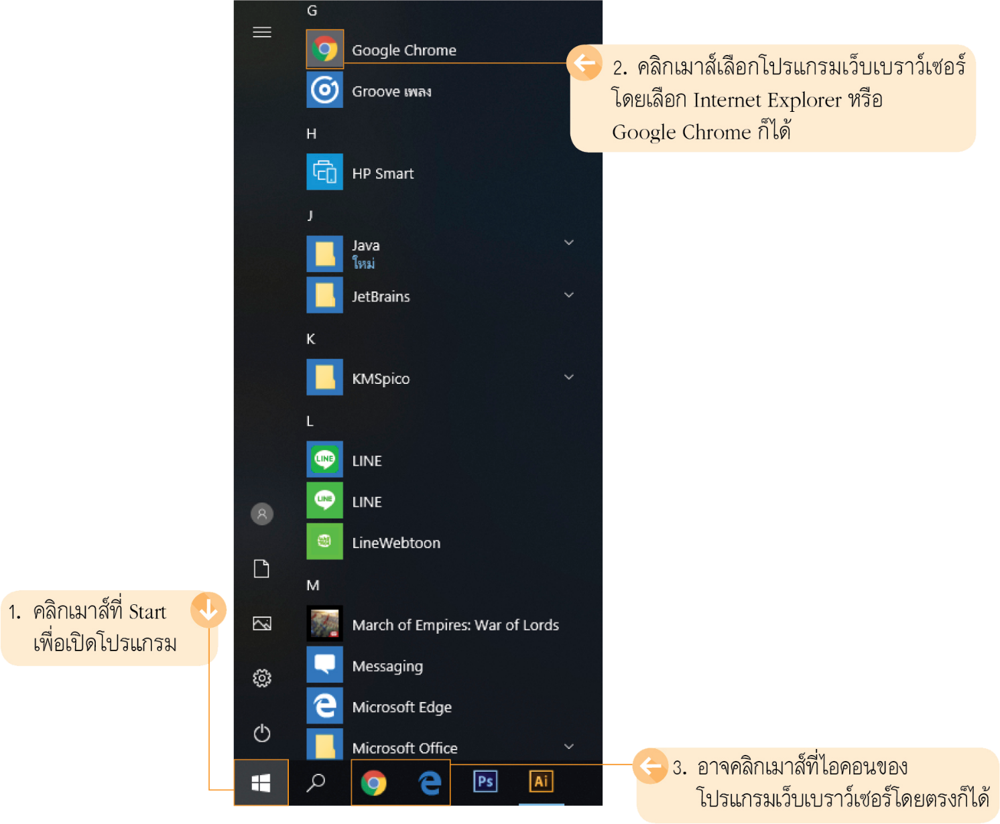 G
Google Chrome
Groove เพลง
H
HP Smart
J
Java
ใหม่
JetBrains
K
KMSpico
L
LINE
LINE
LINE
LINE
LineWebtoon
M
March of Empires: War of Lords
Messaging
Microsoft Edge
Microsoft Office
Ps
Ai
1. คลิกเมาส์ที่ Start
เพื่อเปิดโปรแกรม
2. คลิกเมาส์เลือกโปรแกรมเว็บเบราว์เซอร์
โดยเลือก Internet Explorer หรือ
Google Chrome ก็ได้
3. อาจคลิกเมาส์ที่ไอคอนของ
โปรแกรมเว็บเบราว์เซอร์โดยตรงก็ได้